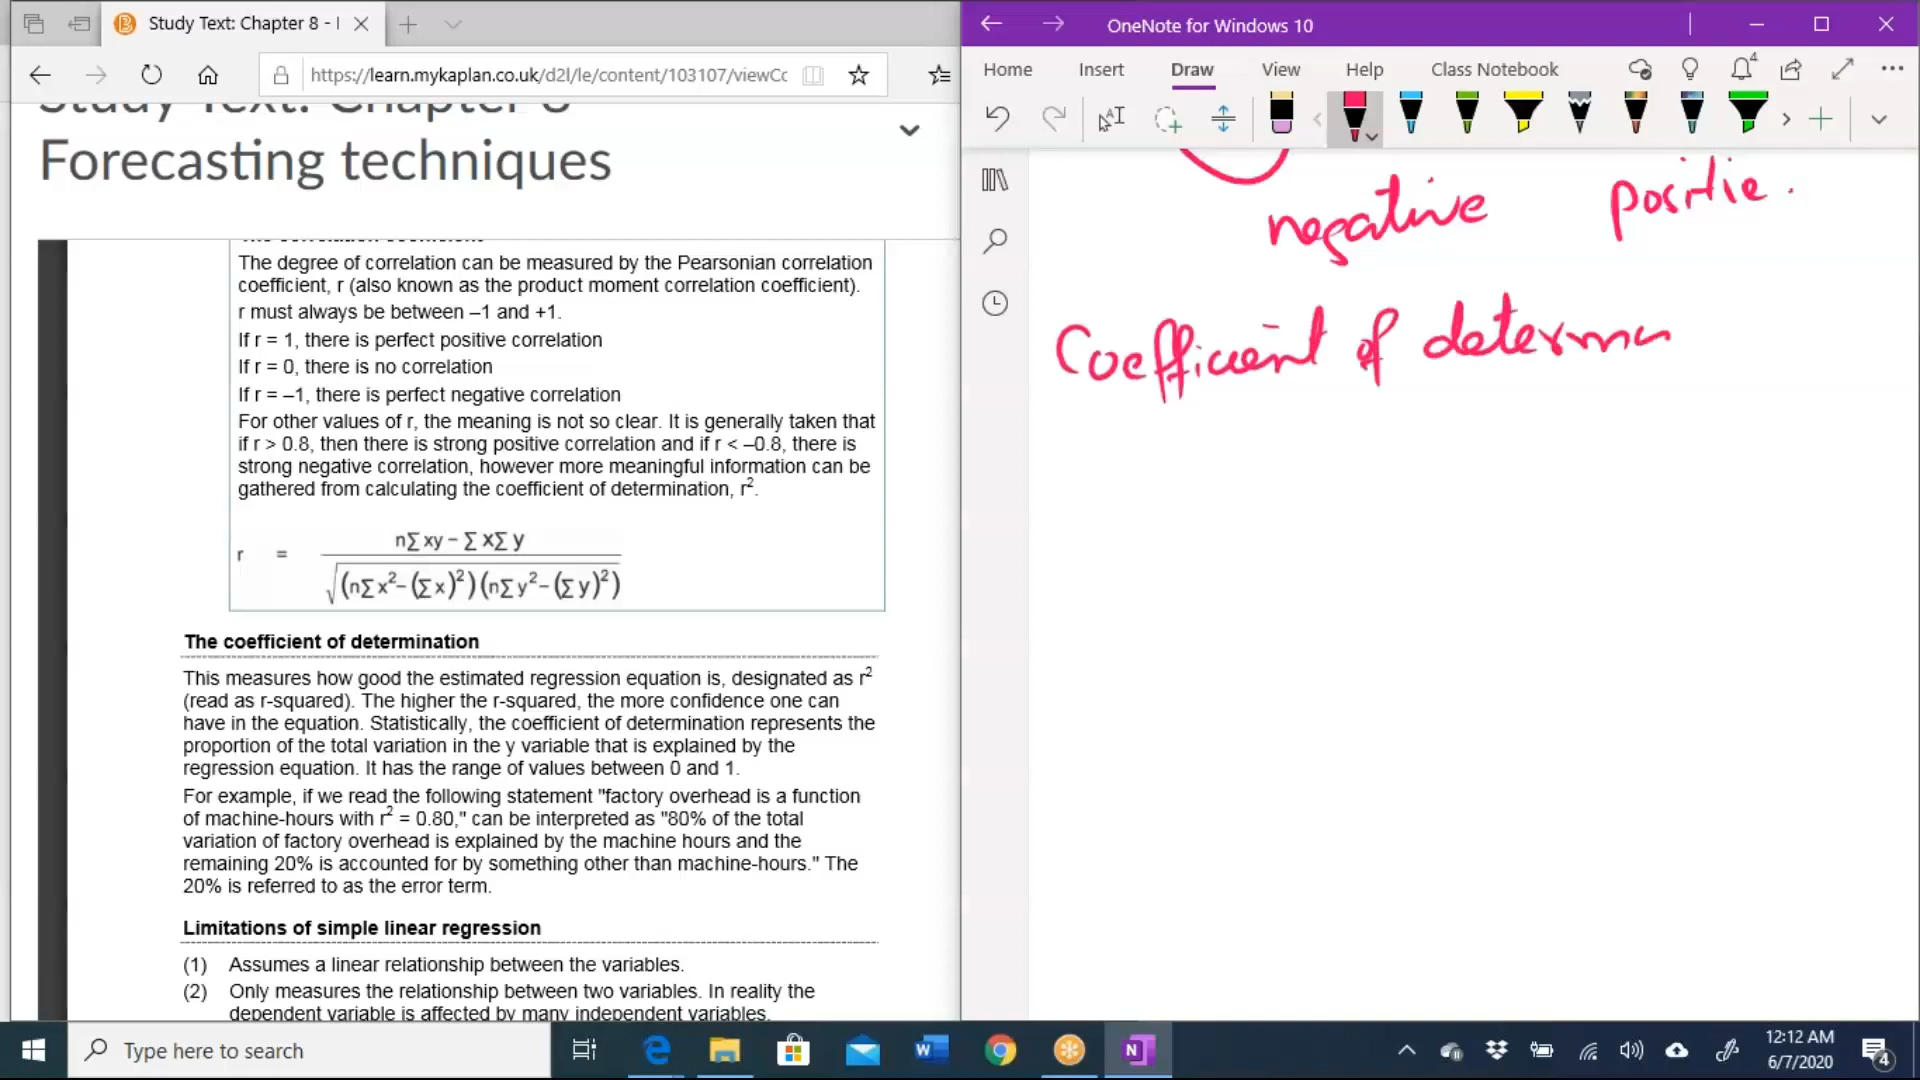 Study Text: Chapter 8 - I
https://learn.mykaplan.co.uk/d2l/le/content/103107/viewCc
Study Text: Chapter 8
Forecasting techniques
The degree of correlation can be measured by the Pearsonian correlation
coefficient, r (also known as the product moment correlation coefficient).
r must always be between –1 and +1.
If r = 1, there is perfect positive correlation
If r = 0, there is no correlation
If r = –1, there is perfect negative correlation
For other values of r, the meaning is not so clear. It is generally taken that
if r > 0.8, then there is strong positive correlation and if r < –0.8, there is
strong negative correlation, however more meaningful information can be
gathered from calculating the coefficient of determination, r².
r = n∑xy – ∑x∑y
√(n∑x²–(∑x)²)(n∑y²–(∑y)²)
The coefficient of determination
This measures how good the estimated regression equation is, designated as r²
(read as r-squared). The higher the r-squared, the more confidence one can
have in the equation. Statistically, the coefficient of determination represents the
proportion of the total variation in the y variable that is explained by the
regression equation. It has the range of values between 0 and 1.
For example, if we read the following statement "factory overhead is a function
of machine-hours with r² = 0.80," can be interpreted as "80% of the total
variation of factory overhead is explained by the machine hours and the
remaining 20% is accounted for by something other than machine-hours." The
20% is referred to as the error term.
Limitations of simple linear regression
(1) Assumes a linear relationship between the variables.
(2) Only measures the relationship between two variables. In reality the
dependent variable is affected by many independent variables.
OneNote for Windows 10
Home Insert Draw View Help Class Notebook
4
negative positie.
Coefficient of determin
Type here to search
12:12 AM
6/7/2020
4